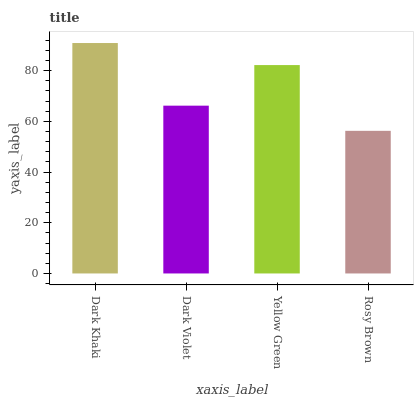 title
yaxis_label
80
60
40
20
0
Dark Khaki
Dark Violet
Yellow Green
Rosy Brown
xaxis_label